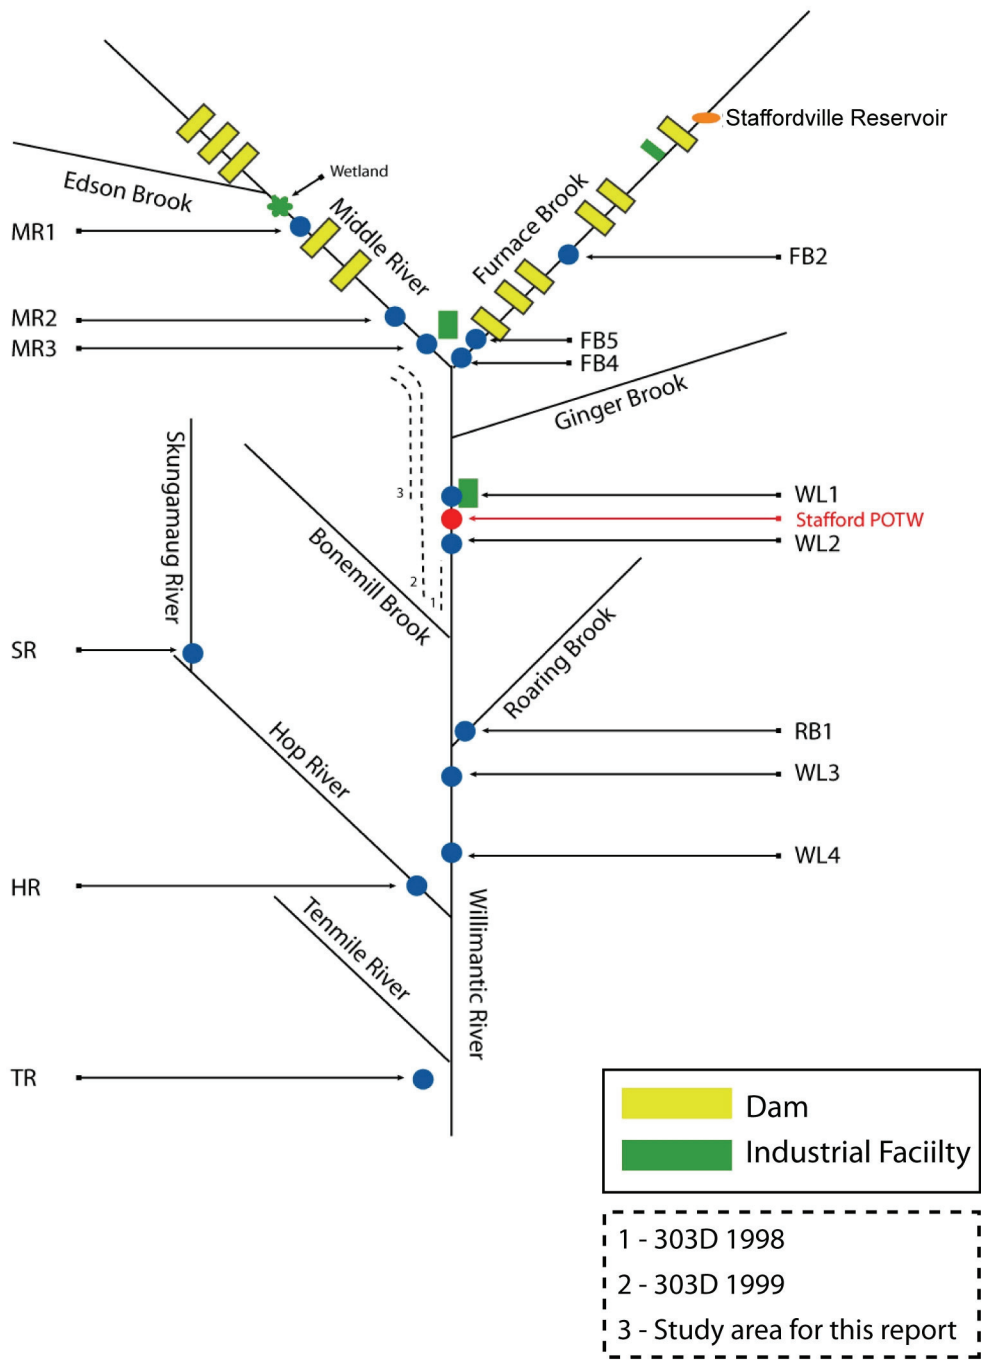 Staffordville Reservoir
Wetland
Edson Brook
Middle River
Furnace Brook
MR1
FB2
MR2
MR3
FB5
FB4
Ginger Brook
Skungamaug River
3
WL1
Stafford POTW
WL2
Bonemill Brook
2
1
SR
Roaring Brook
RB1
Hop River
WL3
WL4
HR
Tenmile River
Willimantic River
TR
Dam
Industrial Faciilty
1 - 303D 1998
2 - 303D 1999
3 - Study area for this report